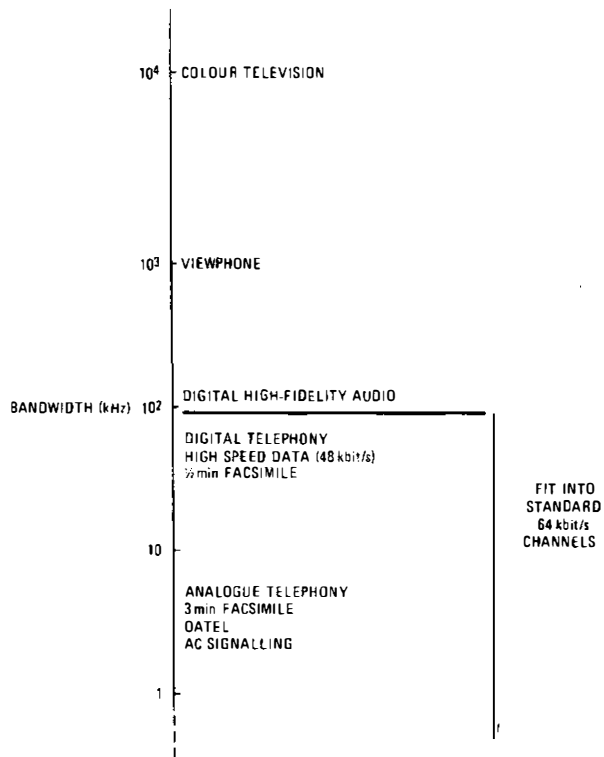 10⁴ COLOUR TELEVISION
10³ VIEWPHONE
BANDWIDTH (kHz) 10² DIGITAL HIGH-FIDELITY AUDIO
DIGITAL TELEPHONY
HIGH SPEED DATA (48 kbit/s)
½ min FACSIMILE
FIT INTO
STANDARD
64 kbit/s
CHANNELS
10
ANALOGUE TELEPHONY
3 min FACSIMILE
OATEL
AC SIGNALLING
1